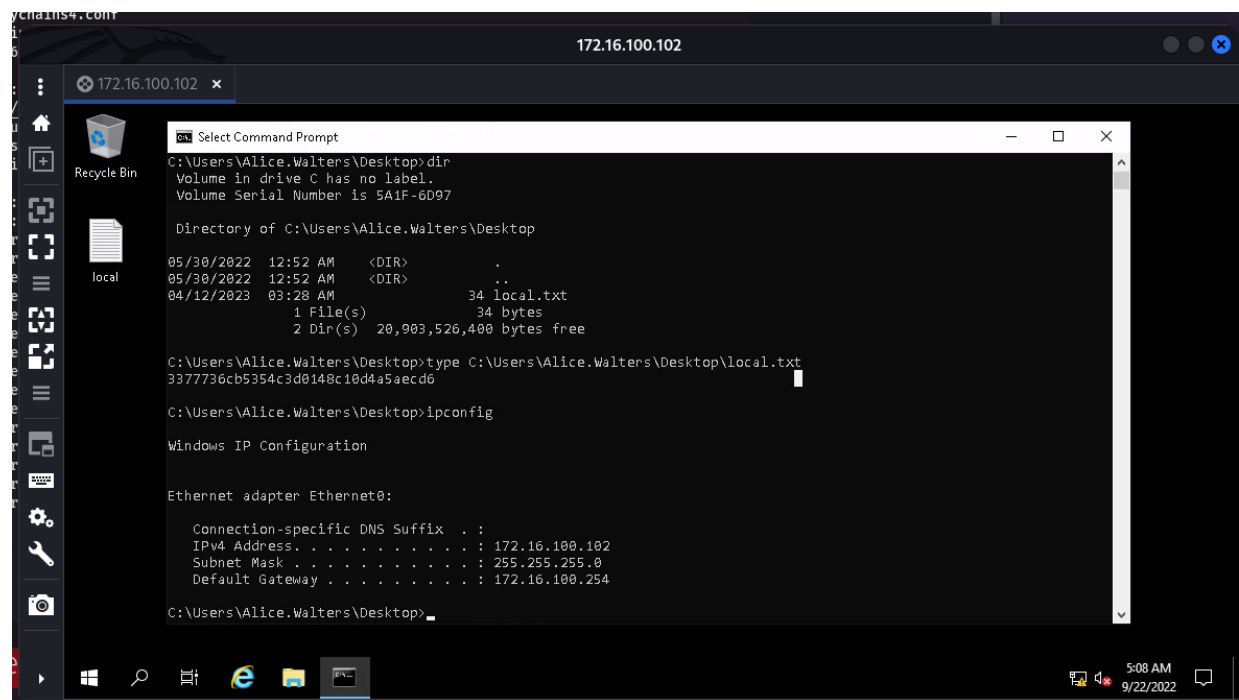 ychains4.conf
172.16.100.102
172.16.100.102
Recycle Bin
local
Select Command Prompt
C:\Users\Alice.Walters\Desktop>dir
Volume in drive C has no label.
Volume Serial Number is 5A1F-6D97
Directory of C:\Users\Alice.Walters\Desktop
05/30/2022 12:52 AM <DIR> .
05/30/2022 12:52 AM <DIR> ..
04/12/2023 03:28 AM 34 local.txt
1 File(s) 34 bytes
2 Dir(s) 20,903,526,400 bytes free
C:\Users\Alice.Walters\Desktop>type C:\Users\Alice.Walters\Desktop\local.txt
3377736cb5354c3d0148c10d4a5aecd6
C:\Users\Alice.Walters\Desktop>ipconfig
Windows IP Configuration
Ethernet adapter Ethernet0:
Connection-specific DNS Suffix . :
IPv4 Address. . . . . . . . . . . : 172.16.100.102
Subnet Mask . . . . . . . . . . . : 255.255.255.0
Default Gateway . . . . . . . . . : 172.16.100.254
C:\Users\Alice.Walters\Desktop>
5:08 AM
9/22/2022